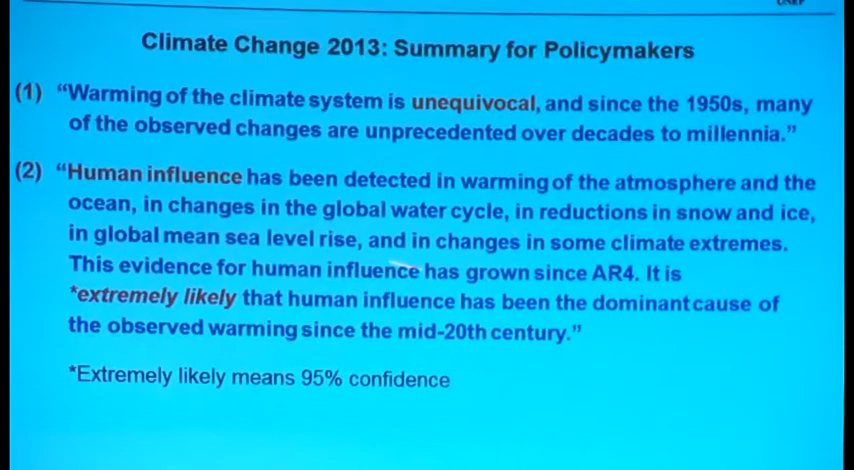 Climate Change 2013: Summary for Policymakers
(1) “Warming of the climate system is unequivocal, and since the 1950s, many
of the observed changes are unprecedented over decades to millennia.”
(2) “Human influence has been detected in warming of the atmosphere and the
ocean, in changes in the global water cycle, in reductions in snow and ice,
in global mean sea level rise, and in changes in some climate extremes.
This evidence for human influence has grown since AR4. It is
*extremely likely that human influence has been the dominant cause of
the observed warming since the mid-20th century.”
*Extremely likely means 95% confidence